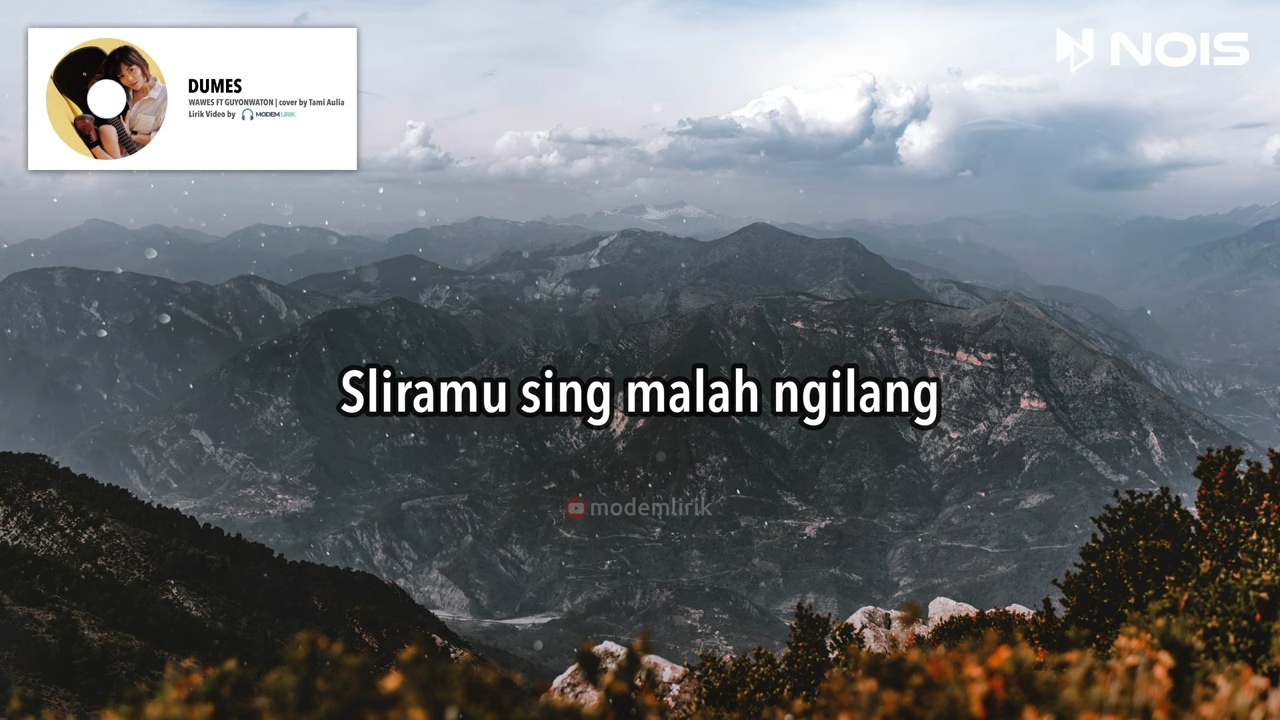 DUMES
WAWES FT GUYONWATON | cover by Tami Aulia
Lirik Video by MODEM LIRIK
NOIS
Sliramu sing malah ngilang
modemlirik